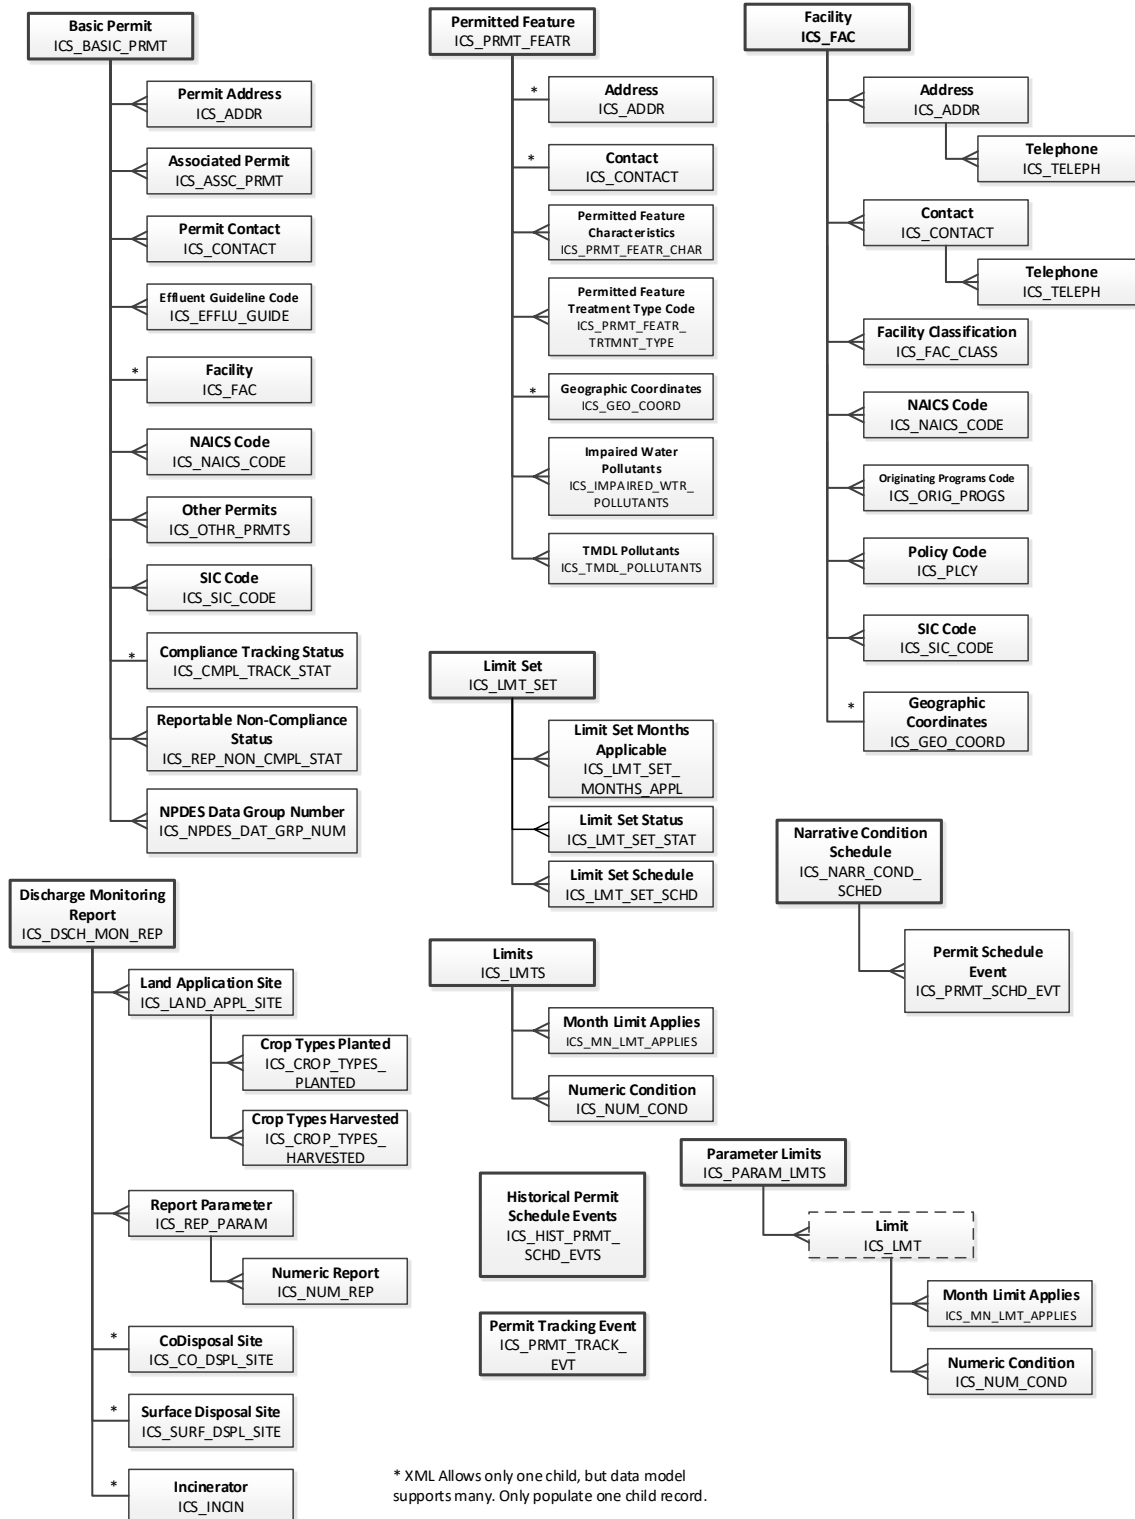 Basic Permit
ICS_BASIC_PRMT
Permit Address
ICS_ADDR
Associated Permit
ICS_ASSC_PRMT
Permit Contact
ICS_CONTACT
Effluent Guideline Code
ICS_EFFLU_GUIDE
*
Facility
ICS_FAC
NAICS Code
ICS_NAICS_CODE
Other Permits
ICS_OTHR_PRMTS
SIC Code
ICS_SIC_CODE
*
Compliance Tracking Status
ICS_CMPL_TRACK_STAT
Reportable Non-Compliance
Status
ICS_REP_NON_CMPL_STAT
NPDES Data Group Number
ICS_NPDES_DAT_GRP_NUM
Discharge Monitoring
Report
ICS_DSCH_MON_REP
Land Application Site
ICS_LAND_APPL_SITE
Crop Types Planted
ICS_CROP_TYPES_
PLANTED
Crop Types Harvested
ICS_CROP_TYPES_
HARVESTED
Report Parameter
ICS_REP_PARAM
Numeric Report
ICS_NUM_REP
*
CoDisposal Site
ICS_CO_DSPL_SITE
*
Surface Disposal Site
ICS_SURF_DSPL_SITE
*
Incinerator
ICS_INCIN
Permitted Feature
ICS_PRMT_FEATR
*
Address
ICS_ADDR
*
Contact
ICS_CONTACT
Permitted Feature
Characteristics
ICS_PRMT_FEATR_CHAR
Permitted Feature
Treatment Type Code
ICS_PRMT_FEATR_
TRTMNT_TYPE
*
Geographic Coordinates
ICS_GEO_COORD
Impaired Water
Pollutants
ICS_IMPAIRED_WTR_
POLLUTANTS
TMDL Pollutants
ICS_TMDL_POLLUTANTS
Limit Set
ICS_LMT_SET
Limit Set Months
Applicable
ICS_LMT_SET_
MONTHS_APPL
Limit Set Status
ICS_LMT_SET_STAT
Limit Set Schedule
ICS_LMT_SET_SCHD
Limits
ICS_LMTS
Month Limit Applies
ICS_MN_LMT_APPLIES
Numeric Condition
ICS_NUM_COND
Historical Permit
Schedule Events
ICS_HIST_PRMT_
SCHD_EVTS
Permit Tracking Event
ICS_PRMT_TRACK_
EVT
Facility
ICS_FAC
Address
ICS_ADDR
Telephone
ICS_TELEPH
Contact
ICS_CONTACT
Telephone
ICS_TELEPH
Facility Classification
ICS_FAC_CLASS
NAICS Code
ICS_NAICS_CODE
Originating Programs Code
ICS_ORIG_PROGS
Policy Code
ICS_PLCY
SIC Code
ICS_SIC_CODE
*
Geographic
Coordinates
ICS_GEO_COORD
Narrative Condition
Schedule
ICS_NARR_COND_
SCHED
Permit Schedule
Event
ICS_PRMT_SCHD_EVT
Parameter Limits
ICS_PARAM_LMTS
Limit
ICS_LMT
Month Limit Applies
ICS_MN_LMT_APPLIES
Numeric Condition
ICS_NUM_COND
* XML Allows only one child, but data model
supports many. Only populate one child record.